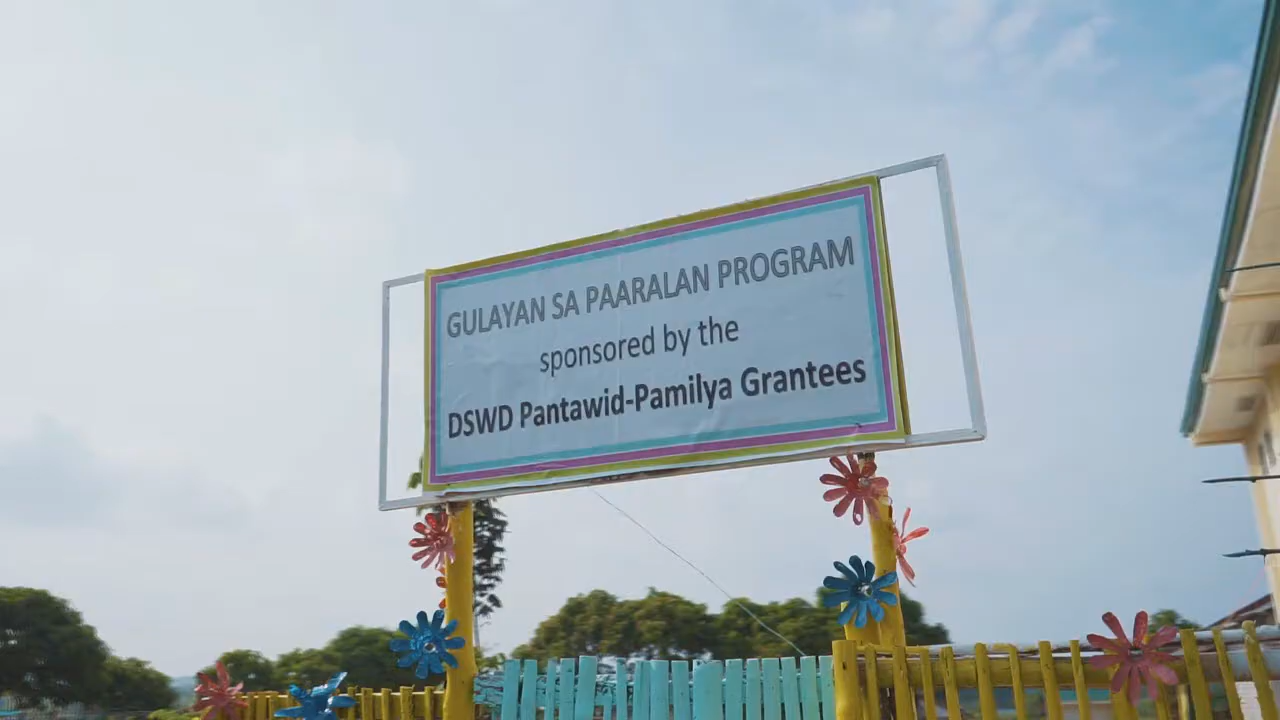 GULAYAN SA PAARALAN PROGRAM
sponsored by the
DSWD Pantawid-Pamilya Grantees